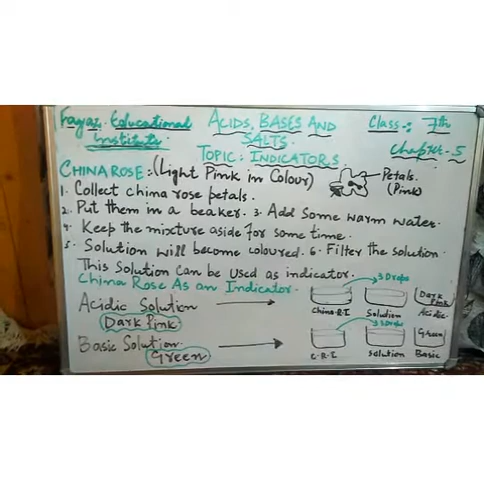 Fayaz Educational Institute
ACIDS, BASES AND SALTS.
TOPIC: INDICATORS.
Class-: 7th
Chapter-5
CHINA ROSE:-(Light Pink in Colour)
Petals.
(Pink)
1. Collect china rose petals.
2. Put them in a beaker. 3. Add Some warm water.
4. Keep the mixture aside for some time.
5. Solution will become coloured. 6. Filter the solution.
This Solution Can be used as indicator.
CHINA ROSE AS AN INDICATOR.
Acidic Solution
Dark Pink
3 Drops
China-R.I
Solution
Dark Pink
Acidic
Basic Solution.
Green
3 Drops
C.R.I
Solution
Green
Basic